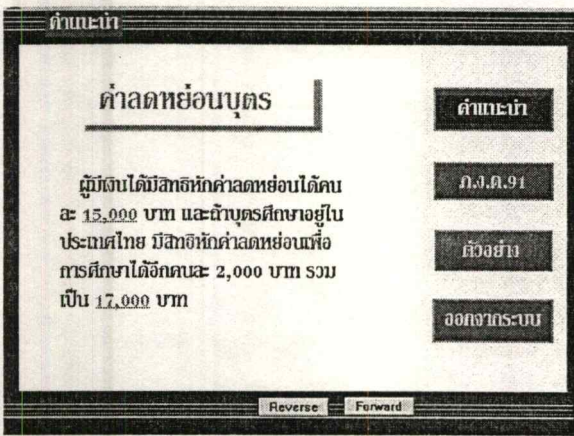 คำแนะนำ
ค่าลดหย่อนบุตร
ผู้มีเงินได้มีสิทธิหักค่าลดหย่อนได้คน
ละ 15,000 บาท และถ้าบุตรศึกษาอยู่ใน
ประเทศไทย มีสิทธิหักค่าลดหย่อนเพื่อ
การศึกษาได้อีกคนละ 2,000 บาท รวม
เป็น 17,000 บาท
คำแนะนำ
ภ.ง.ด.91
ตัวอย่าง
ออกจากระบบ
Reverse Forward